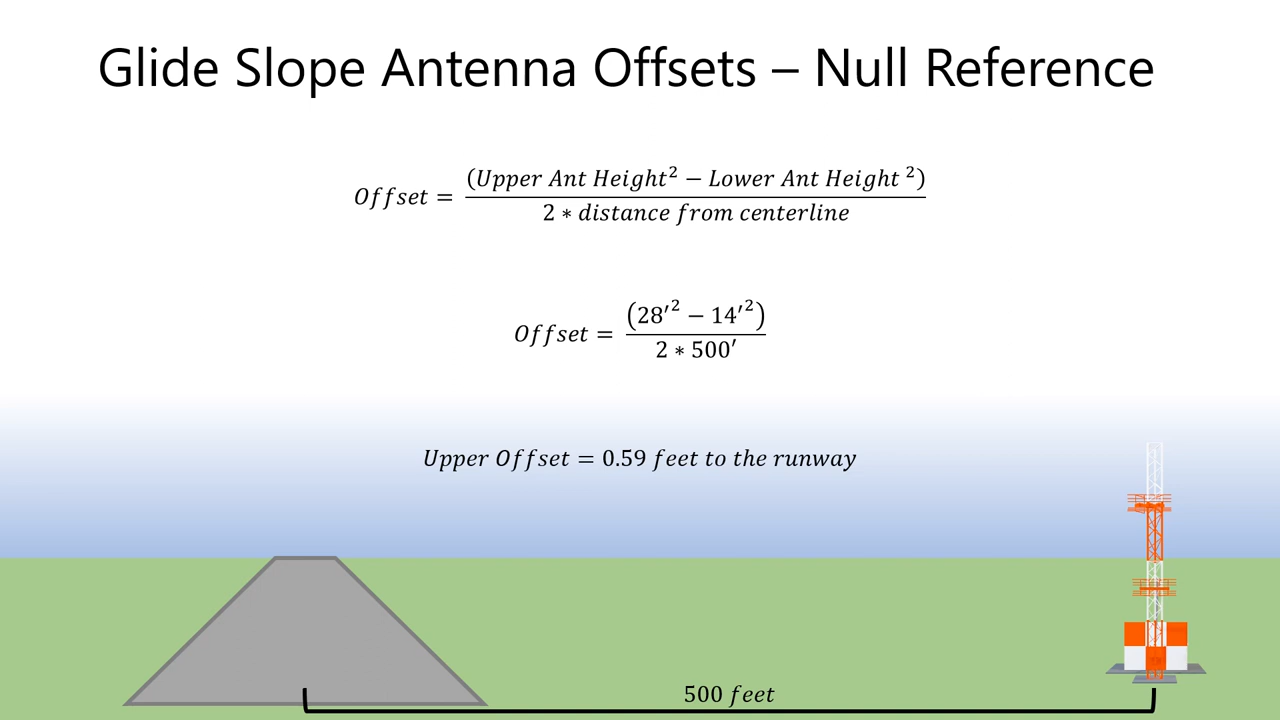 Glide Slope Antenna Offsets – Null Reference
Offset = (Upper Ant Height² − Lower Ant Height ²)
2 * distance from centerline
Offset = (28′² − 14′²)
2 * 500′
Upper Offset = 0.59 feet to the runway
500 feet